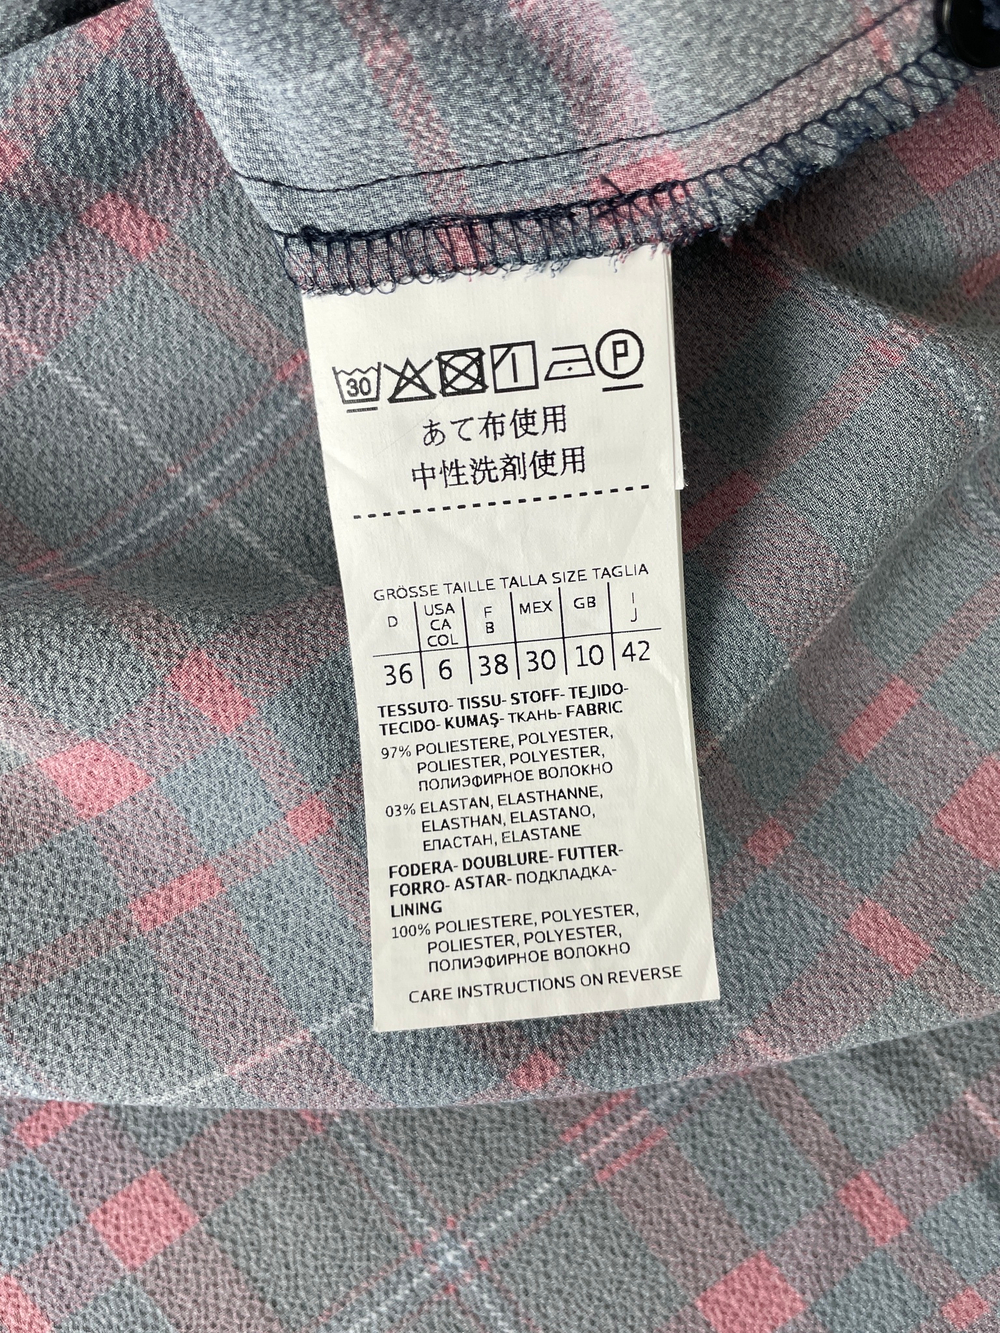 30 P
あて布使用
中性洗剤使用
GRÖSSE TAILLE TALLA SIZE TAGLIA
D USA CA COL F B MEX GB I J
36 6 38 30 10 42
TESSUTO- TISSU- STOFF- TEJIDO-
TECIDO- KUMAŞ- ТКАНЬ- FABRIC
97% POLIESTERE, POLYESTER,
POLIESTER, POLYESTER,
ПОЛИЭФИРНОЕ ВОЛОКНО
03% ELASTAN, ELASTHANNE,
ELASTHAN, ELASTANO,
ЕЛАСТАН, ELASTANE
FODERA- DOUBLURE- FUTTER-
FORRO- ASTAR- ПОДКЛАДКА-
LINING
100% POLIESTERE, POLYESTER,
POLIESTER, POLYESTER,
ПОЛИЭФИРНОЕ ВОЛОКНО
CARE INSTRUCTIONS ON REVERSE